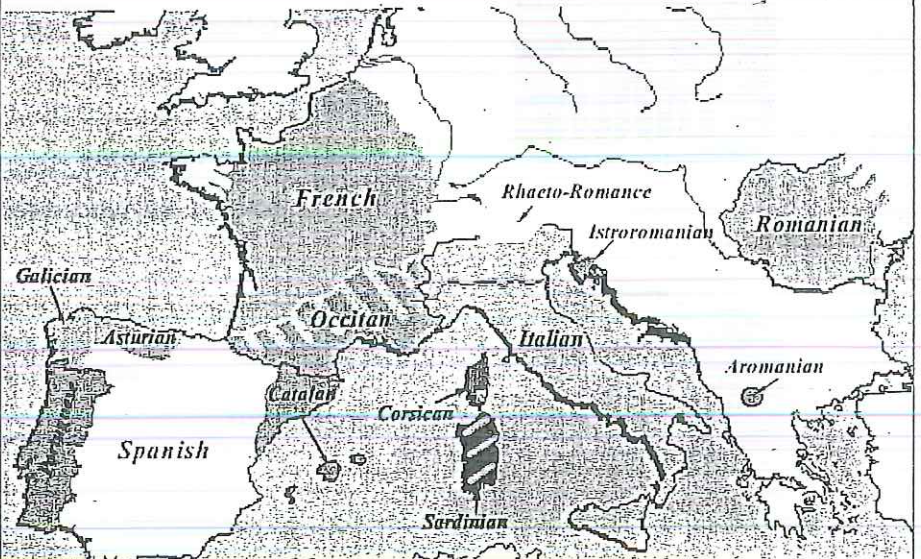 French
Rhaeto-Romance
Istroromanian
Romanian
Galician
Asturian
Occitan
Italian
Catalan
Corsican
Aromanian
Spanish
Sardinian